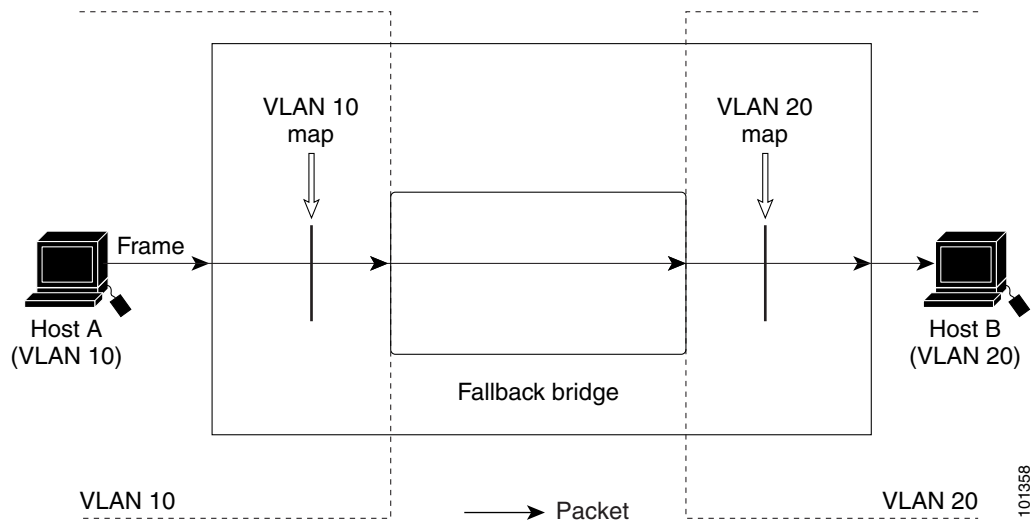 VLAN 10
map
VLAN 20
map
Frame
Host A
(VLAN 10)
Host B
(VLAN 20)
Fallback bridge
VLAN 10
Packet
VLAN 20
101358